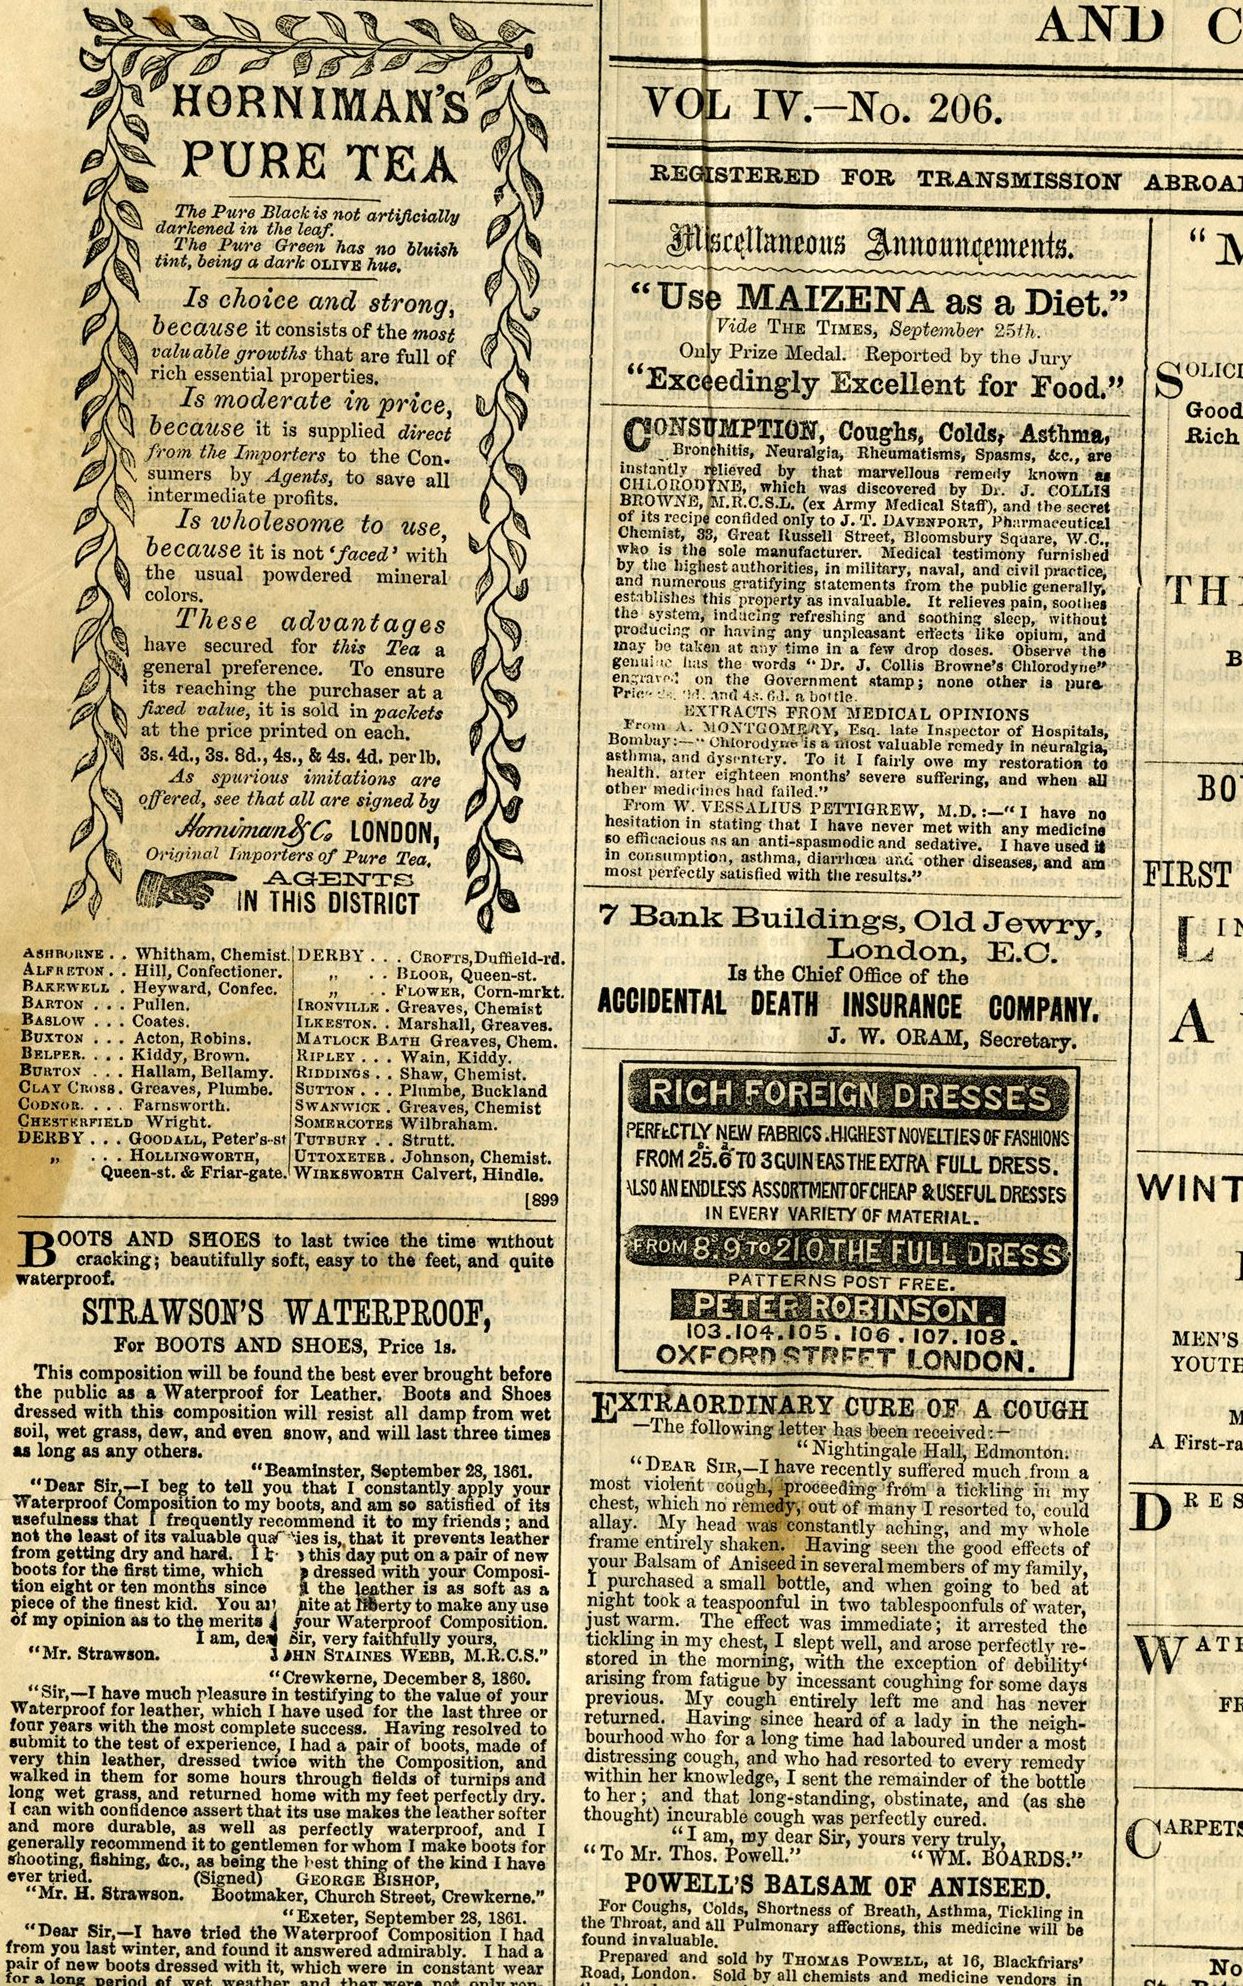 HORNIMAN'S
PURE TEA
The Pure Black is not artificially
darkened in the leaf.
The Pure Green has no bluish
tint, being a dark OLIVE hue.
Is choice and strong,
because it consists of the most
valuable growths that are full of
rich essential properties.
Is moderate in price,
because it is supplied direct
from the Importers to the Con-
sumers by Agents, to save all
intermediate profits.
Is wholesome to use,
because it is not 'faced' with
the usual powdered mineral
colors.
These advantages
have secured for this Tea a
general preference. To ensure
its reaching the purchaser at a
fixed value, it is sold in packets
at the price printed on each.
3s. 4d., 3s. 8d., 4s., & 4s. 4d. per lb.
As spurious imitations are
offered, see that all are signed by
Horniman & Co. LONDON,
Original Importers of Pure Tea.
AGENTS
IN THIS DISTRICT
ASHBORNE . . Whitham, Chemist.
ALFRETON . . Hill, Confectioner.
BAKEWELL . Heyward, Confec.
BARTON . . . Pullen.
BASLOW . . . Coates.
BUXTON . . . Acton, Robins.
BELPER. . . . Kiddy, Brown.
BURTON . . . Hallam, Bellamy.
CLAY CROSS. Greaves, Plumbe.
CODNOR. . . . Farnsworth.
CHESTERFIELD Wright.
DERBY . . . GOODALL, Peter's-st
„ . . . HOLLINGWORTH,
Queen-st. & Friar-gate.
DERBY . . . CROFTS, Duffield-rd.
„ . . BLOOR, Queen-st.
„ . FLOWER, Corn-mrkt.
IRONVILLE . Greaves, Chemist
ILKESTON. . Marshall, Greaves.
MATLOCK BATH Greaves, Chem.
RIPLEY . . . Wain, Kiddy.
RIDDINGS . . Shaw, Chemist.
SUTTON . . . Plumbe, Buckland
SWANWICK . Greaves, Chemist
SOMERCOTES Wilbraham.
TUTBURY . . Strutt.
UTTOXETER . Johnson, Chemist.
WIRKSWORTH Calvert, Hindle.
[899
BOOTS AND SHOES to last twice the time without
cracking; beautifully soft, easy to the feet, and quite
waterproof.
STRAWSON'S WATERPROOF,
For BOOTS AND SHOES, Price 1s.
This composition will be found the best ever brought before
the public as a Waterproof for Leather. Boots and Shoes
dressed with this composition will resist all damp from wet
soil, wet grass, dew, and even snow, and will last three times
as long as any others.
"Beaminster, September 28, 1861.
"Dear Sir,—I beg to tell you that I constantly apply your
Waterproof Composition to my boots, and am so satisfied of its
usefulness that I frequently recommend it to my friends; and
not the least of its valuable qua ies is, that it prevents leather
from getting dry and hard. I this day put on a pair of new
boots for the first time, which dressed with your Composi-
tion eight or ten months since the leather is as soft as a
piece of the finest kid. You at liberty to make any use
of my opinion as to the merits your Waterproof Composition.
I am, dear Sir, very faithfully yours,
"Mr. Strawson. JOHN STAINES WEBB, M.R.C.S."
"Crewkerne, December 8, 1860.
"Sir,—I have much pleasure in testifying to the value of your
Waterproof for leather, which I have used for the last three or
four years with the most complete success. Having resolved to
submit to the test of experience, I had a pair of boots, made of
very thin leather, dressed twice with the Composition, and
walked in them for some hours through fields of turnips and
long wet grass, and returned home with my feet perfectly dry.
I can with confidence assert that its use makes the leather softer
and more durable, as well as perfectly waterproof, and I
generally recommend it to gentlemen for whom I make boots for
shooting, fishing, &c., as being the best thing of the kind I have
ever tried. (Signed) GEORGE BISHOP,
"Mr. H. Strawson. Bootmaker, Church Street, Crewkerne."
"Exeter, September 28, 1861.
"Dear Sir,—I have tried the Waterproof Composition I had
from you last winter, and found it answered admirably. I had a
pair of new boots dressed with it, which were in constant wear
for a long period of wet weather and they were not only
AND C
VOL IV.—No. 206.
REGISTERED FOR TRANSMISSION ABROAD
Miscellaneous Announcements.
"Use MAIZENA as a Diet."
Vide THE TIMES, September 25th.
Only Prize Medal. Reported by the Jury
"Exceedingly Excellent for Food."
CONSUMPTION, Coughs, Colds, Asthma,
Bronchitis, Neuralgia, Rheumatisms, Spasms, &c., are
instantly relieved by that marvellous remedy known as
CHLORODYNE, which was discovered by Dr. J. COLLIS
BROWNE, M.R.C.S.L. (ex Army Medical Staff), and the secret
of its recipe confided only to J. T. DAVENPORT, Pharmaceutical
Chemist, 33, Great Russell Street, Bloomsbury Square, W.C.,
who is the sole manufacturer. Medical testimony furnished
by the highest authorities, in military, naval, and civil practice,
and numerous gratifying statements from the public generally,
establishes this property as invaluable. It relieves pain, soothes
the system, inducing refreshing and soothing sleep, without
producing or having any unpleasant effects like opium, and
may be taken at any time in a few drop doses. Observe the
genuine has the words "Dr. J. Collis Browne's Chlorodyne"
engraved on the Government stamp; none other is pure.
Price 9d. and 4s. 6d. a bottle.
EXTRACTS FROM MEDICAL OPINIONS
From A. MONTGOMERY, Esq. late Inspector of Hospitals,
Bombay:—"Chlorodyne is a most valuable remedy in neuralgia,
asthma, and dysentery. To it I fairly owe my restoration to
health, after eighteen months' severe suffering, and when all
other medicines had failed."
From W. VESSALIUS PETTIGREW, M.D.:—"I have no
hesitation in stating that I have never met with any medicine
so efficacious as an anti-spasmodic and sedative. I have used it
in consumption, asthma, diarrhœa and other diseases, and am
most perfectly satisfied with the results."
7 Bank Buildings, Old Jewry,
London, E.C.
Is the Chief Office of the
ACCIDENTAL DEATH INSURANCE COMPANY.
J. W. ORAM, Secretary.
RICH FOREIGN DRESSES
PERFECTLY NEW FABRICS. HIGHEST NOVELTIES OF FASHIONS
FROM 25s. 6d. TO 3 GUINEAS THE EXTRA FULL DRESS.
ALSO AN ENDLESS ASSORTMENT OF CHEAP & USEFUL DRESSES
IN EVERY VARIETY OF MATERIAL.
FROM 8s. 9 TO 21.0 THE FULL DRESS
PATTERNS POST FREE.
PETER ROBINSON.
103. 104. 105. 106. 107. 108.
OXFORD STREET LONDON.
EXTRAORDINARY CURE OF A COUGH
—The following letter has been received:—
"Nightingale Hall, Edmonton.
"DEAR SIR,—I have recently suffered much from a
most violent cough, proceeding from a tickling in my
chest, which no remedy, out of many I resorted to, could
allay. My head was constantly aching, and my whole
frame entirely shaken. Having seen the good effects of
your Balsam of Aniseed in several members of my family,
I purchased a small bottle, and when going to bed at
night took a teaspoonful in two tablespoonfuls of water,
just warm. The effect was immediate; it arrested the
tickling in my chest, I slept well, and arose perfectly re-
stored in the morning, with the exception of debility'
arising from fatigue by incessant coughing for some days
previous. My cough entirely left me and has never
returned. Having since heard of a lady in the neigh-
bourhood who for a long time had laboured under a most
distressing cough, and who had resorted to every remedy
within her knowledge, I sent the remainder of the bottle
to her; and that long-standing, obstinate, and (as she
thought) incurable cough was perfectly cured.
"I am, my dear Sir, yours very truly,
"To Mr. Thos. Powell." "WM. BOARDS."
POWELL'S BALSAM OF ANISEED.
For Coughs, Colds, Shortness of Breath, Asthma, Tickling in
the Throat, and all Pulmonary affections, this medicine will be
found invaluable.
Prepared and sold by THOMAS POWELL, at 16, Blackfriars'
Road, London. Sold by all chemists and medicine vendors in
"M
SOLICI
Good
Rich
TH
B
BO
FIRST
LIN
A
WINT
MEN'S
YOUTH
M
A First-ra
DRES
WAT
FR
CARPETS
No